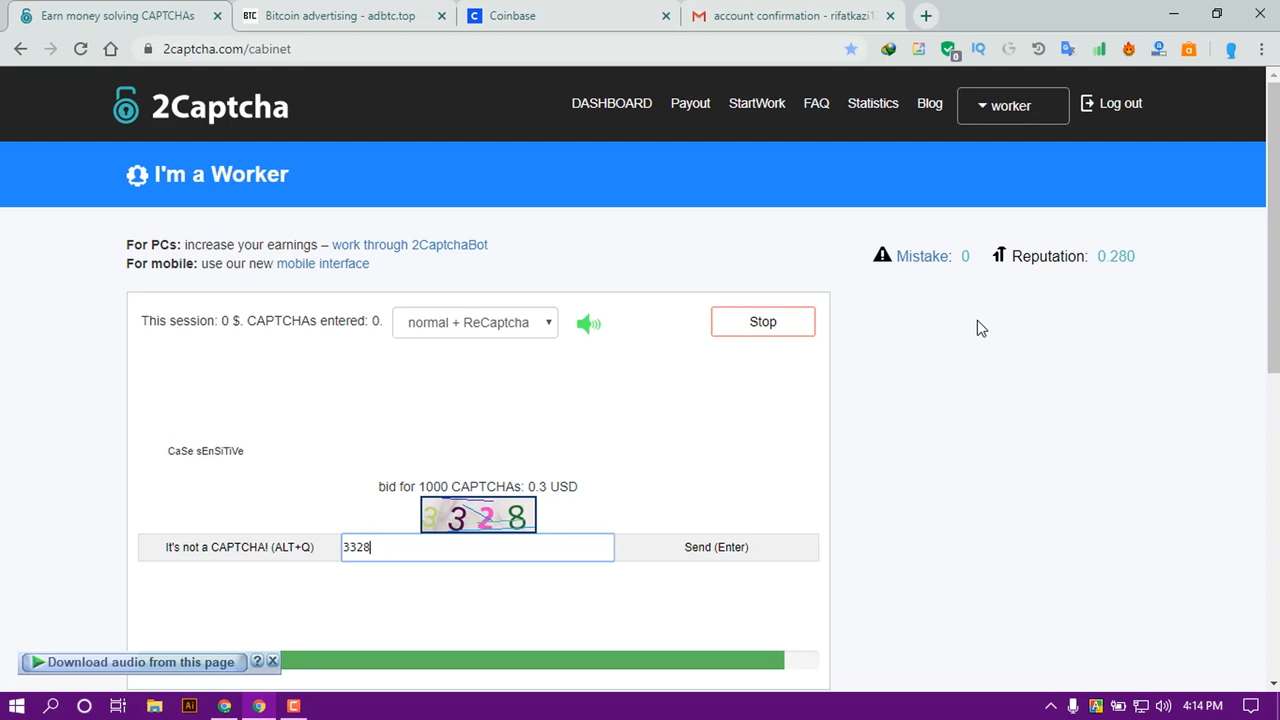 Earn money solving CAPTCHAs
BTC Bitcoin advertising - adbtc.top
Coinbase
account confirmation - rifatkazi1
2captcha.com/cabinet
2Captcha
DASHBOARD Payout StartWork FAQ Statistics Blog worker Log out
I'm a Worker
For PCs: increase your earnings – work through 2CaptchaBot
For mobile: use our new mobile interface
Mistake: 0 Reputation: 0.280
This session: 0 $. CAPTCHAs entered: 0. normal + ReCaptcha Stop
CaSe sEnSiTiVe
bid for 1000 CAPTCHAs: 0.3 USD
3328
It's not a CAPTCHA! (ALT+Q) 3328 Send (Enter)
Download audio from this page ?
4:14 PM